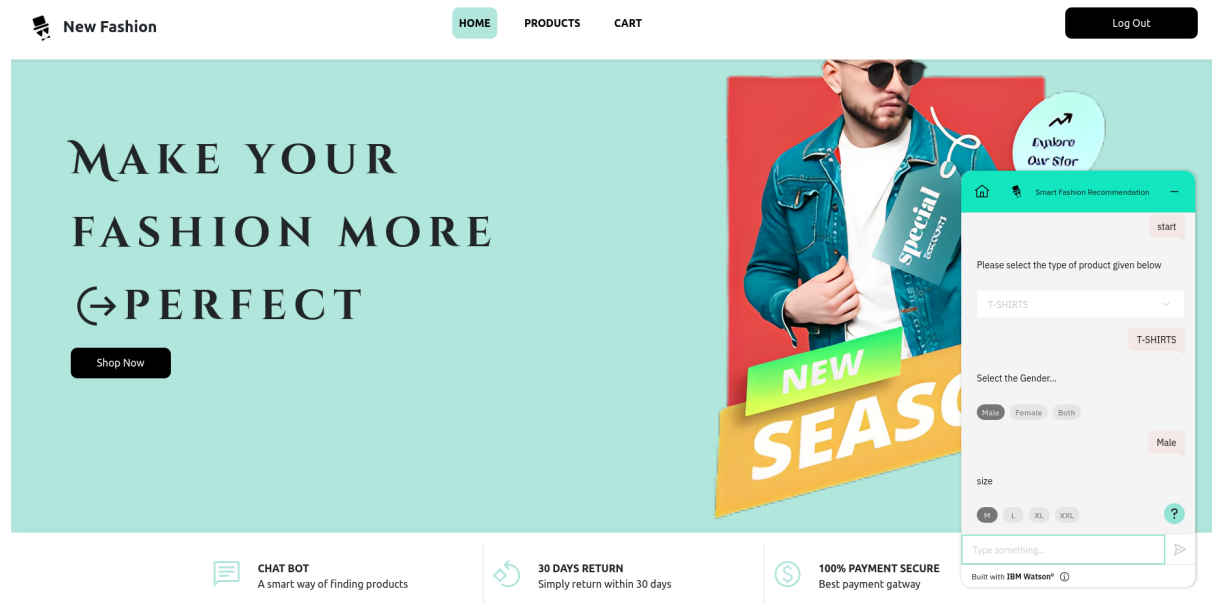 New Fashion
HOME
PRODUCTS
CART
Log Out
MAKE YOUR
FASHION MORE
PERFECT
Shop Now
special
NEW
SEASO
Explore
Our Stor
Smart Fashion Recommendation
start
Please select the type of product given below
T-SHIRTS
T-SHIRTS
Select the Gender...
Male
Female
Both
Male
size
M
L
XL
XXL
?
Type something...
Built with IBM Watson®
CHAT BOT
A smart way of finding products
30 DAYS RETURN
Simply return within 30 days
100% PAYMENT SECURE
Best payment gatway